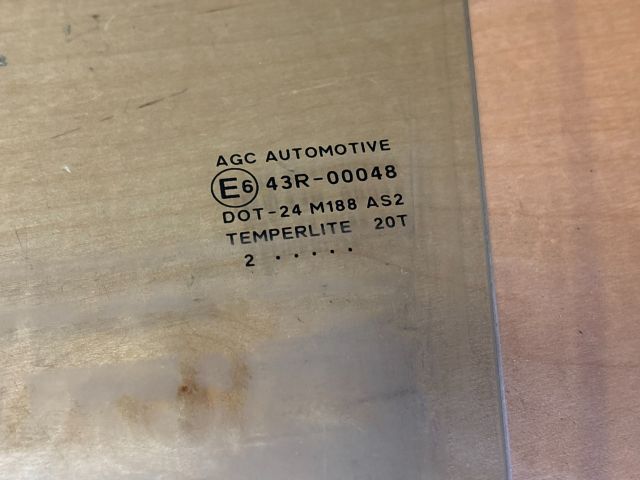 AGC AUTOMOTIVE
E6 43R-00048
DOT-24 M188 AS2
TEMPERLITE 20T
2 . . . . .